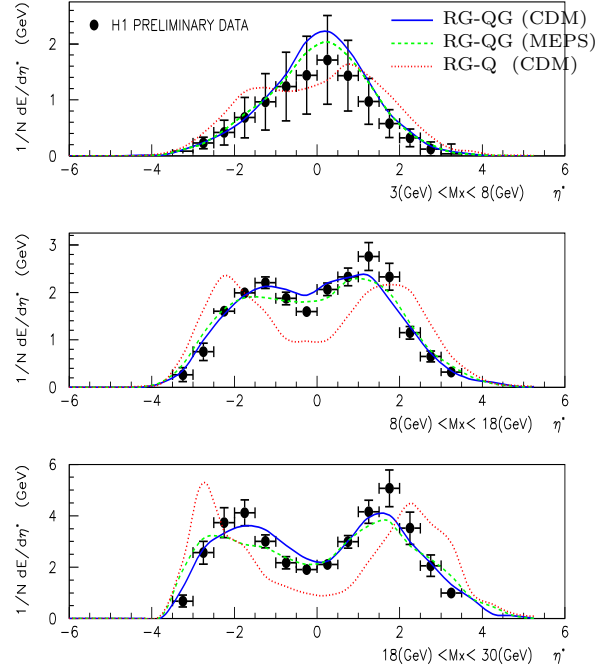 H1 PRELIMINARY DATA
RG-QG (CDM)
RG-QG (MEPS)
RG-Q (CDM)
1/N dE/dη* (GeV)
2
1
0
-6 -4 -2 0 2 4 6
3(GeV) <Mx< 8(GeV) η*
1/N dE/dη* (GeV)
3
2
1
0
-6 -4 -2 0 2 4 6
8(GeV) <Mx< 18(GeV) η*
1/N dE/dη* (GeV)
6
4
2
0
-6 -4 -2 0 2 4 6
18(GeV) <Mx< 30(GeV) η*